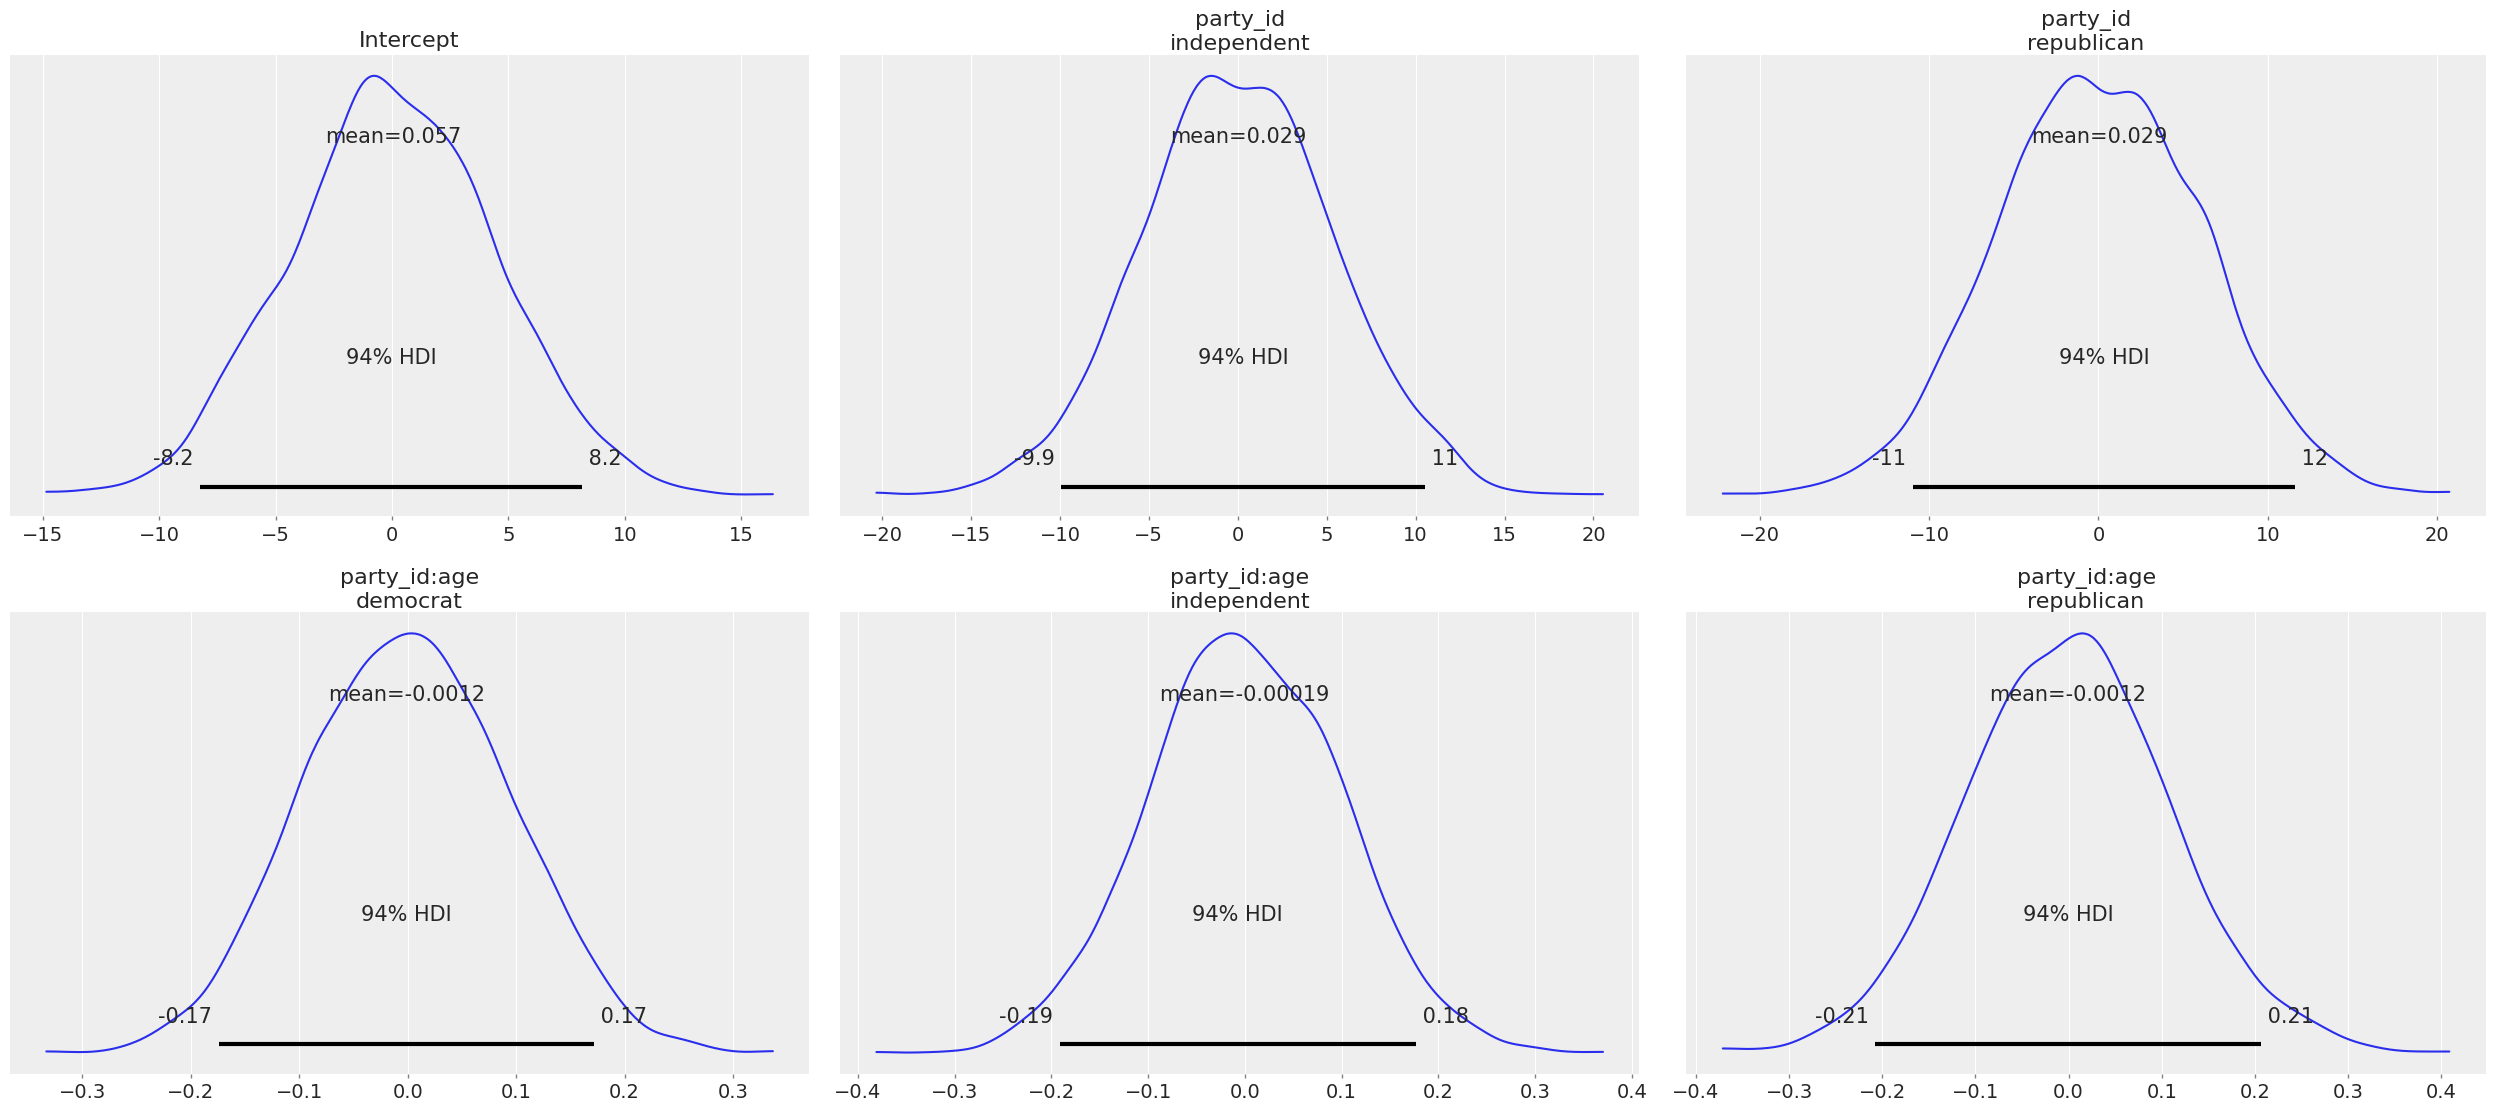 Intercept
mean=0.057
94% HDI
-8.2
8.2
−15 −10 −5 0 5 10 15
party_id
independent
mean=0.029
94% HDI
-9.9
11
−20 −15 −10 −5 0 5 10 15 20
party_id
republican
mean=0.029
94% HDI
-11
12
−20 −10 0 10 20
party_id:age
democrat
mean=-0.0012
94% HDI
-0.17
0.17
−0.3 −0.2 −0.1 0.0 0.1 0.2 0.3
party_id:age
independent
mean=-0.00019
94% HDI
-0.19
0.18
−0.4 −0.3 −0.2 −0.1 0.0 0.1 0.2 0.3 0.4
party_id:age
republican
mean=-0.0012
94% HDI
-0.21
0.21
−0.4 −0.3 −0.2 −0.1 0.0 0.1 0.2 0.3 0.4